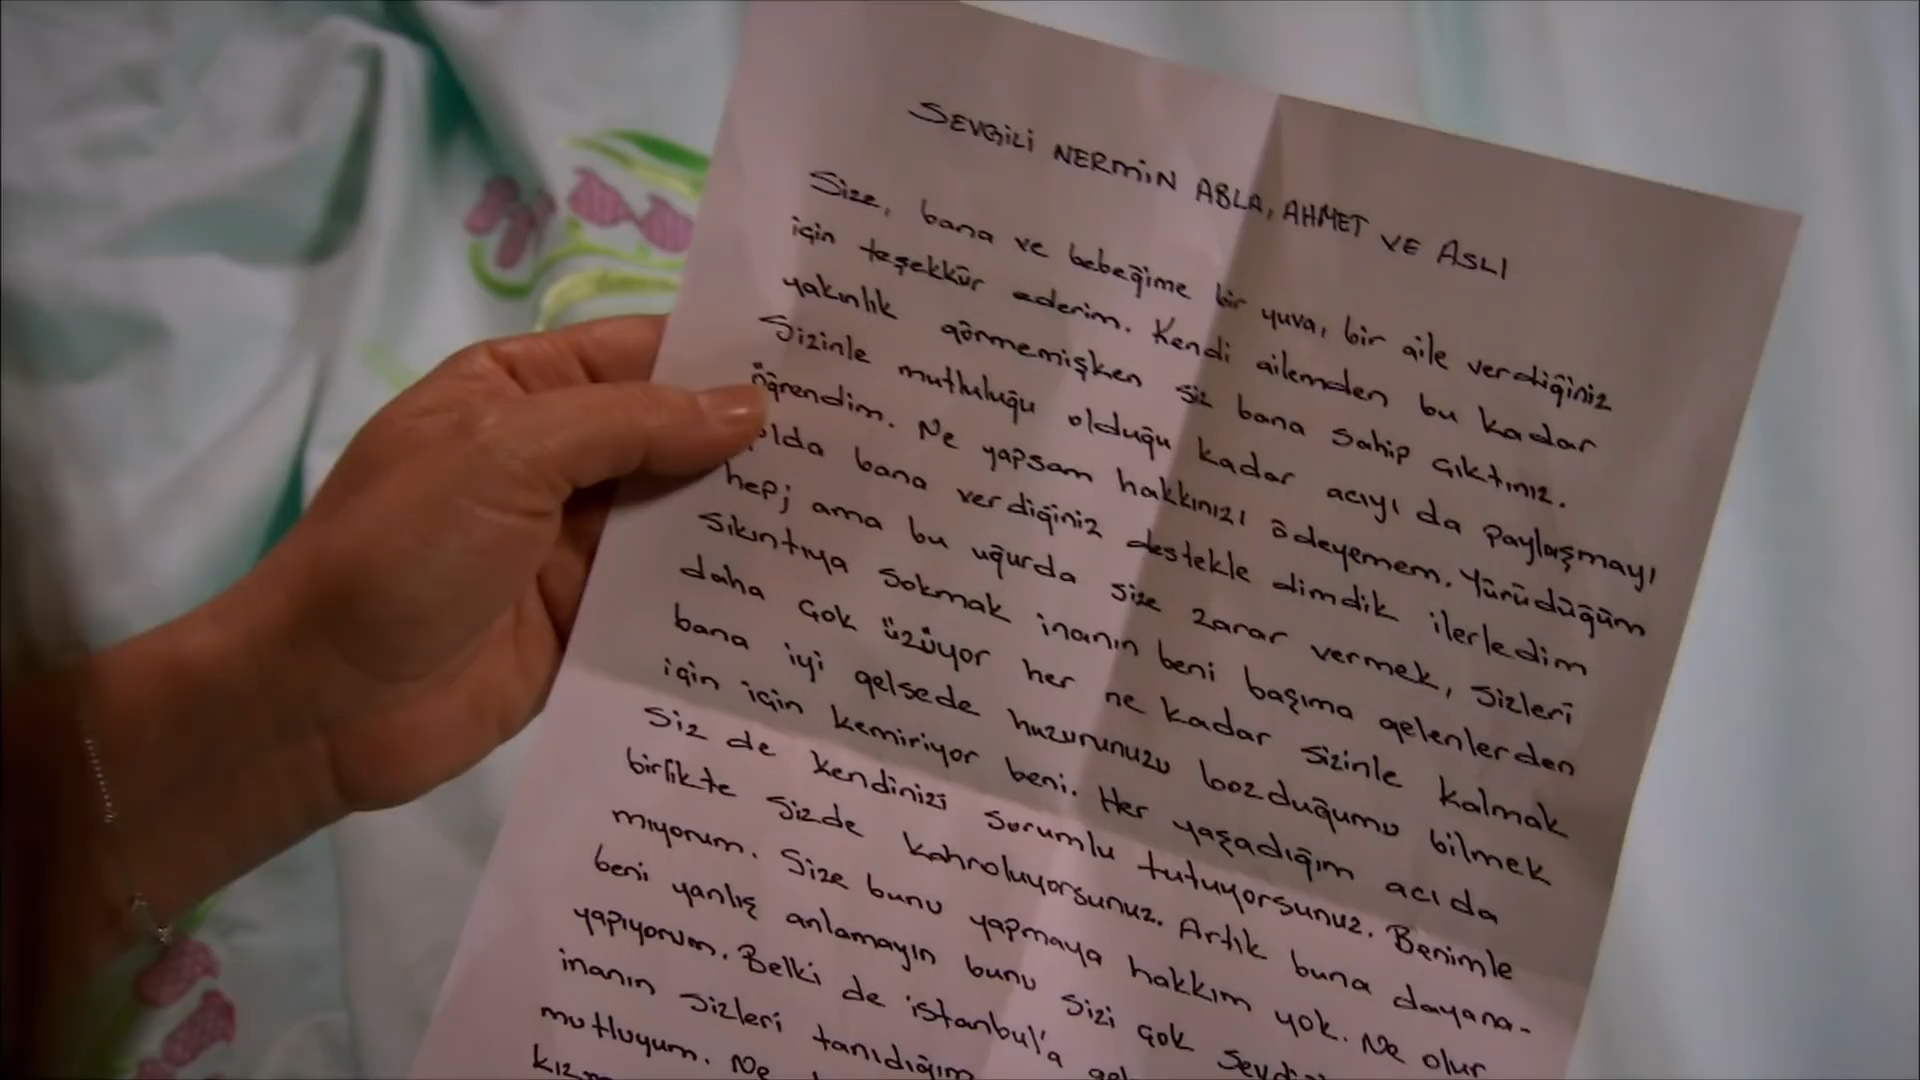 SEVGİLİ NERMİN ABLA, AHMET VE ASLI
Size, bana ve bebeğime bir yuva, bir aile verdiğiniz
için teşekkür ederim. Kendi ailemden bu kadar
yakınlık görmemişken siz bana sahip çıktınız.
Sizinle mutluluğu olduğu kadar acıyı da paylaşmayı
öğrendim. Ne yapsam hakkınızı ödeyemem. Yürüdüğüm
yolda bana verdiğiniz destekle dimdik ilerledim
hep; ama bu uğurda size zarar vermek, sizleri
sıkıntıya sokmak inanın beni başıma gelenlerden
daha çok üzüyor her ne kadar sizinle kalmak
bana iyi gelsede huzurunuzu bozduğumu bilmek
için için kemiriyor beni. Her yaşadığım acıda
siz de kendinizi sorumlu tutuyorsunuz. Benimle
birlikte sizde kahroluyorsunuz. Artık buna dayana-
mıyorum. Size bunu yapmaya hakkım yok. Ne olur
beni yanlış anlamayın bunu sizi çok
yapıyorum. Belki de istanbul'a
inanın sizleri tanıdığım
mutluyum. Ne